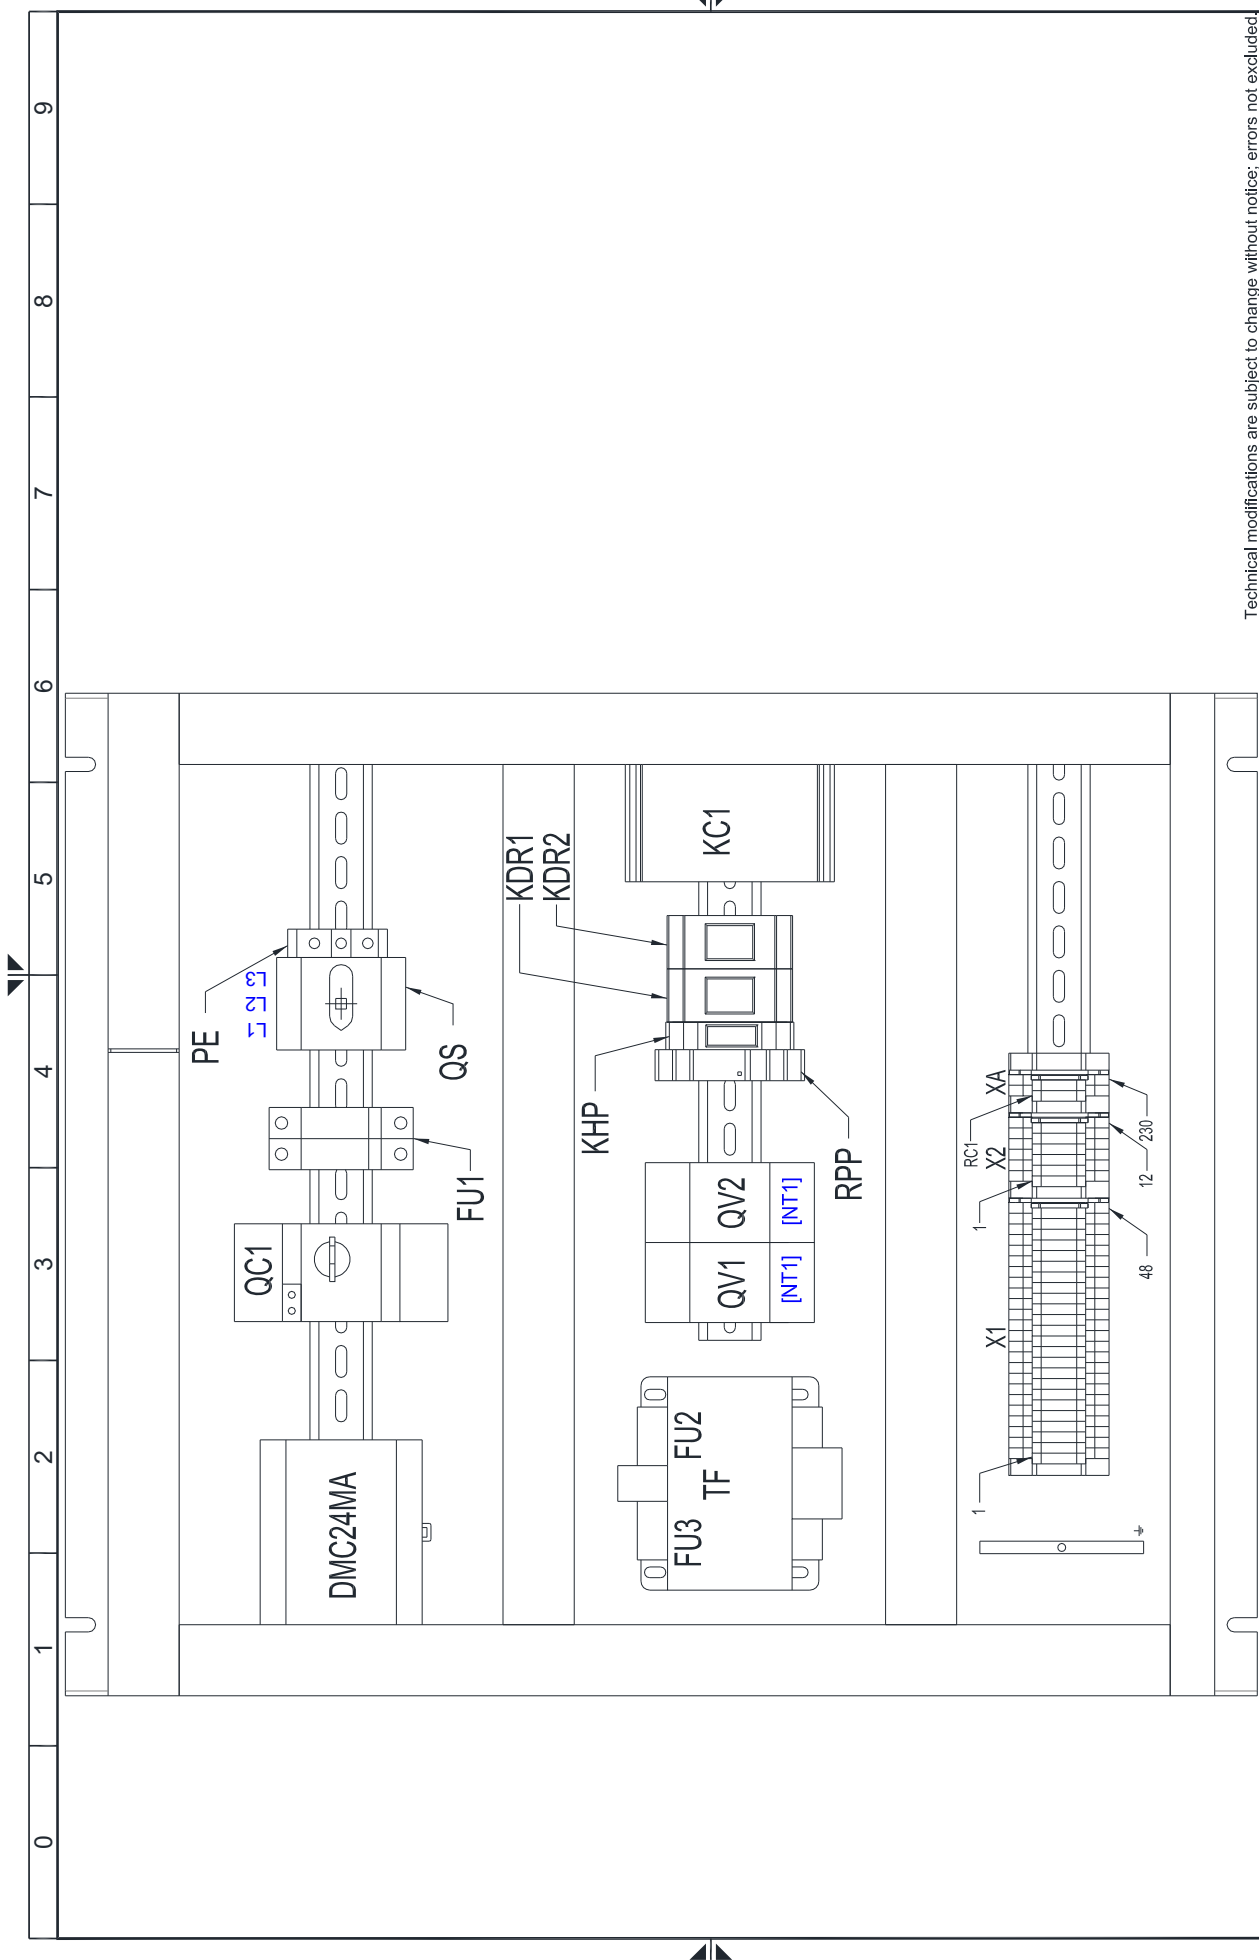 0
1
2
3
4
5
6
7
8
9
DMC24MA
QC1
FU1
QS
PE
L1
L2
L3
FU3
FU2
TF
QV1
QV2
[NT1]
[NT1]
KHP
RPP
KDR1
KDR2
KC1
X1
X2
XA
RC1
1
1
48
12
230
Technical modifications are subject to change without notice; errors not excluded.